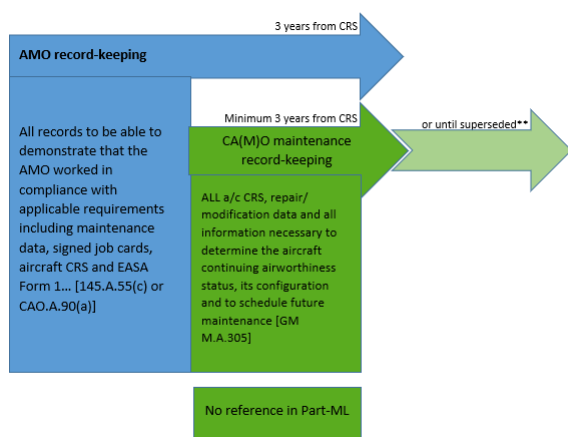 3 years from CRS
AMO record-keeping
Minimum 3 years from CRS
or until superseded**
CA(M)O maintenance
record-keeping
All records to be able to
demonstrate that the
AMO worked in
compliance with
applicable requirements
including maintenance
data, signed job cards,
aircraft CRS and EASA
Form 1... [145.A.55(c) or
CAO.A.90(a)]
ALL a/c CRS, repair/
modification data and all
information necessary to
determine the aircraft
continuing airworthiness
status, its configuration
and to schedule future
maintenance [GM
M.A.305]
No reference in Part-ML